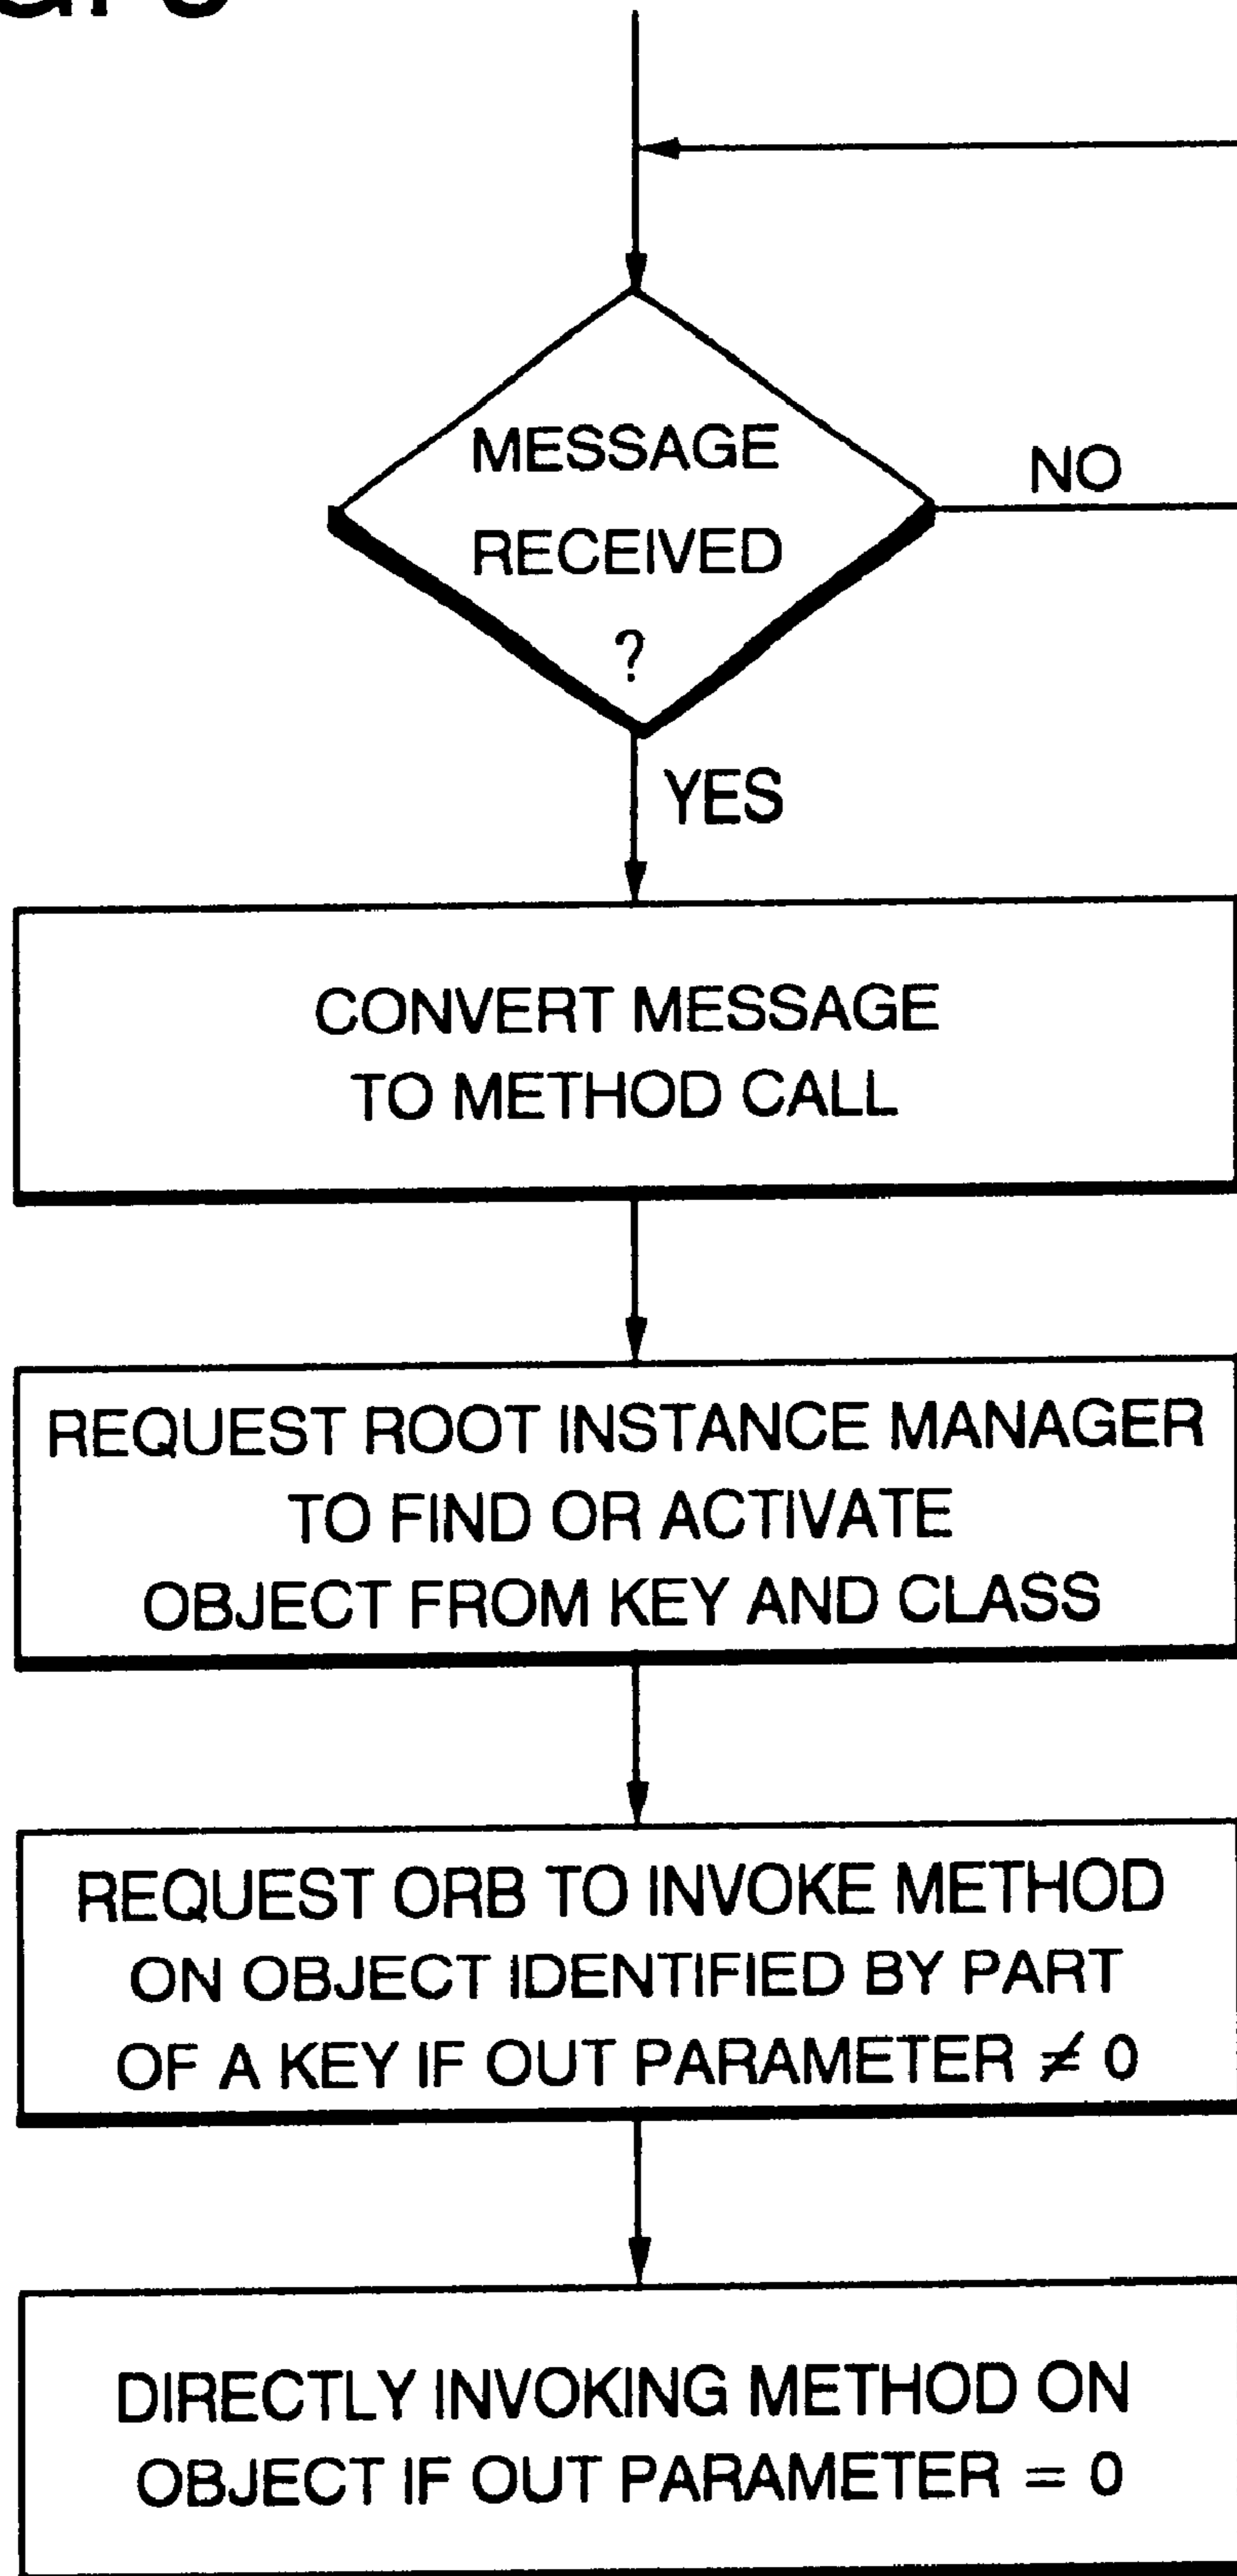 MESSAGE
RECEIVED
?
NO
YES
CONVERT MESSAGE
TO METHOD CALL
REQUEST ROOT INSTANCE MANAGER
TO FIND OR ACTIVATE
OBJECT FROM KEY AND CLASS
REQUEST ORB TO INVOKE METHOD
ON OBJECT IDENTIFIED BY PART
OF A KEY IF OUT PARAMETER ≠ 0
DIRECTLY INVOKING METHOD ON
OBJECT IF OUT PARAMETER = 0